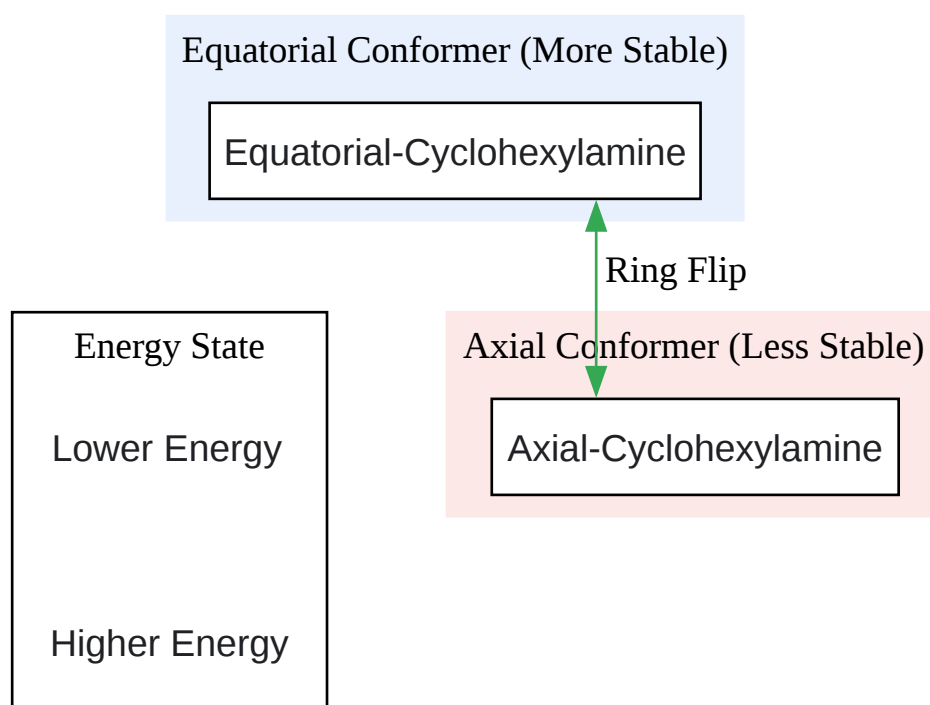 Equatorial Conformer (More Stable)
Equatorial-Cyclohexylamine
Ring Flip
Energy State
Lower Energy
Higher Energy
Axial Conformer (Less Stable)
Axial-Cyclohexylamine